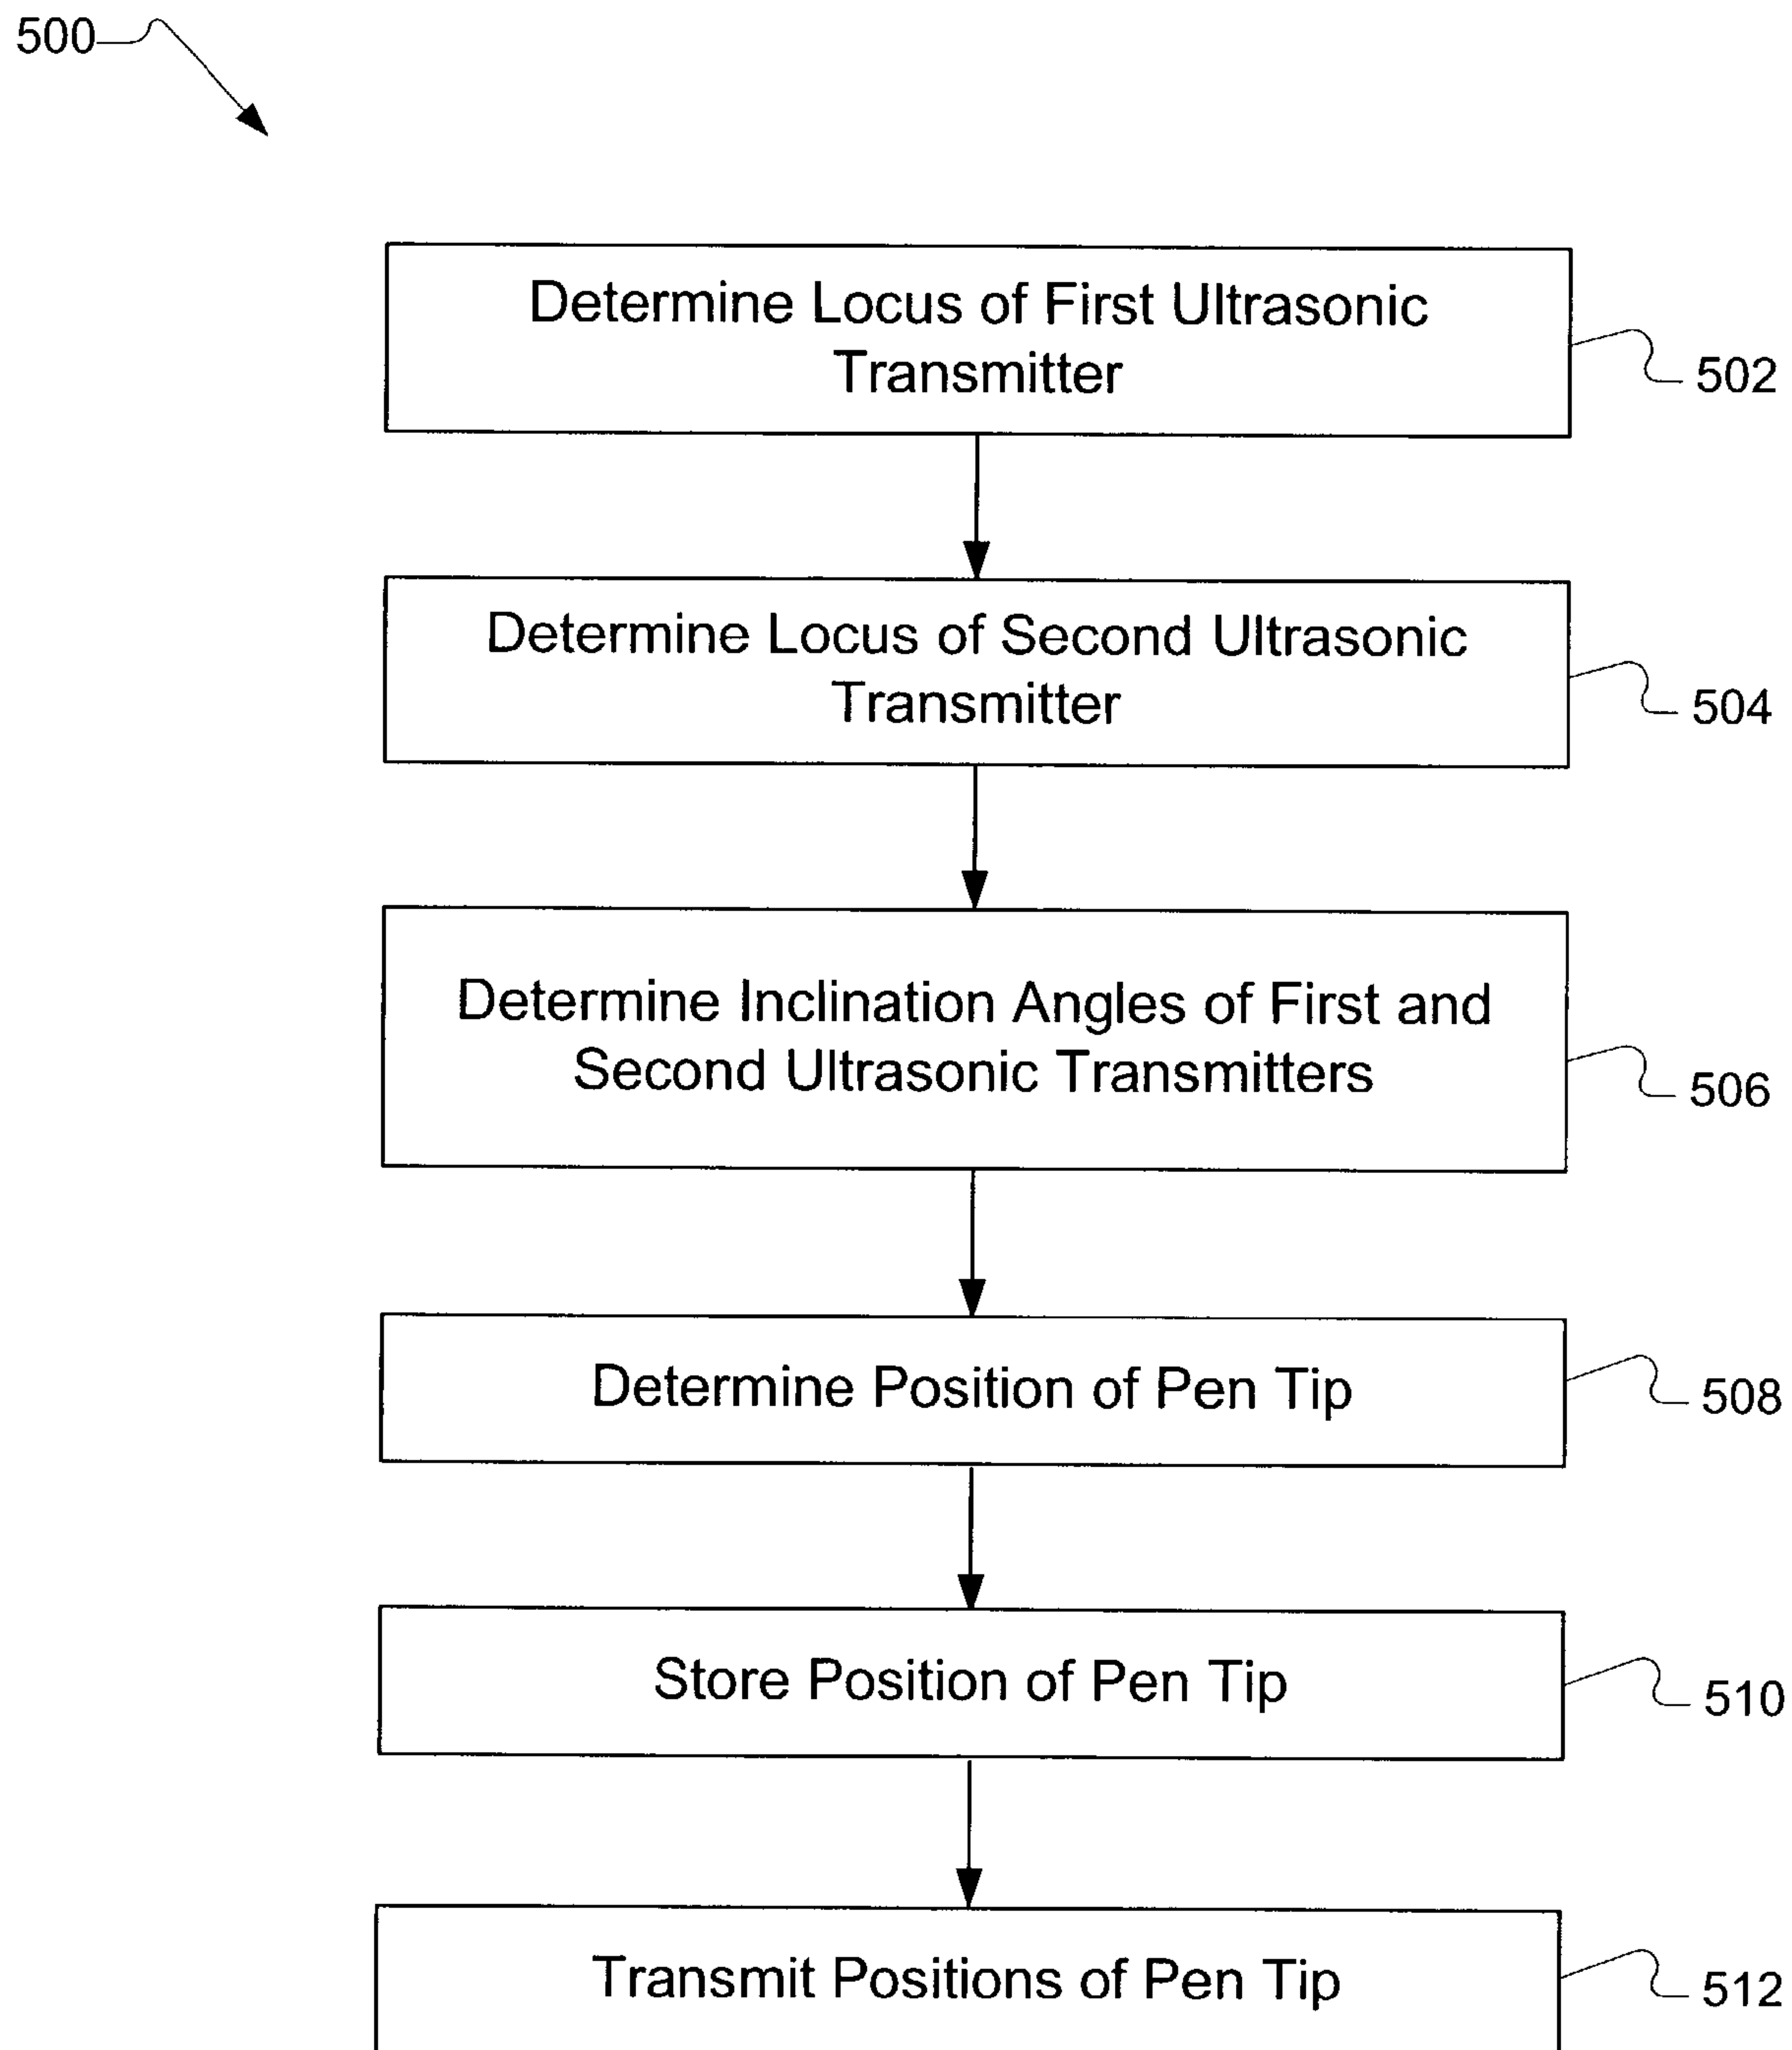 500
Determine Locus of First Ultrasonic
Transmitter
502
Determine Locus of Second Ultrasonic
Transmitter
504
Determine Inclination Angles of First and
Second Ultrasonic Transmitters
506
Determine Position of Pen Tip
508
Store Position of Pen Tip
510
Transmit Positions of Pen Tip
512